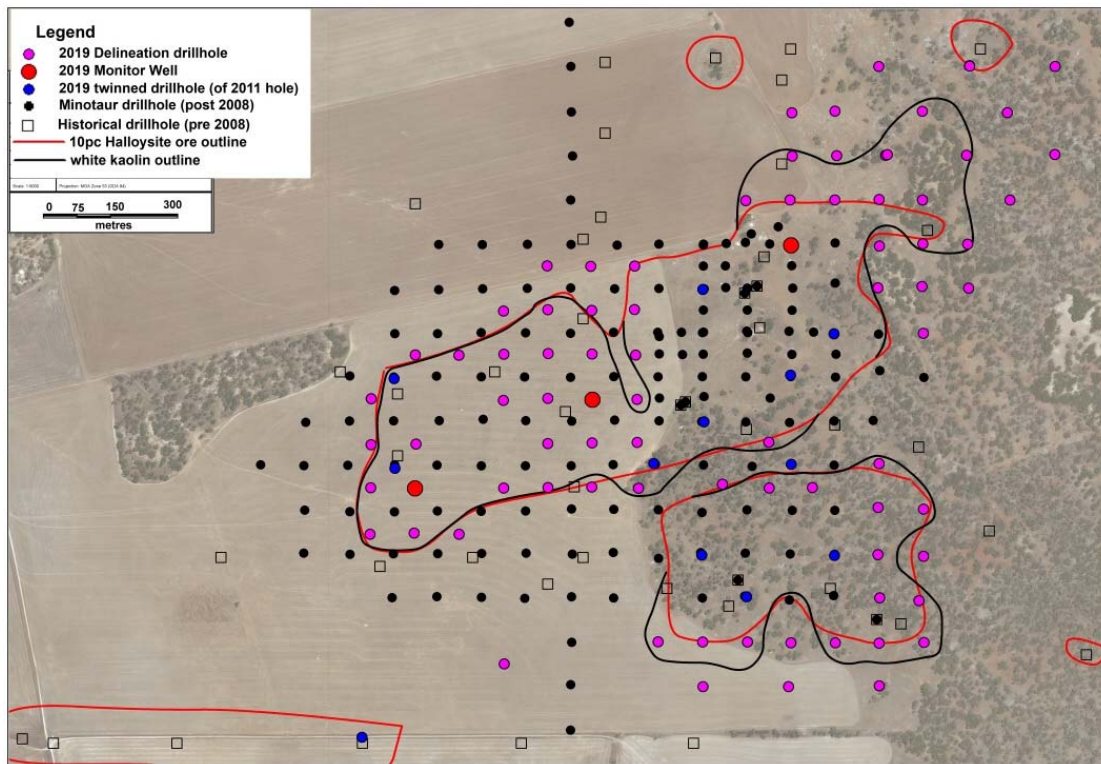 Legend
2019 Delineation drillhole
2019 Monitor Well
2019 twinned drillhole (of 2011 hole)
Minotaur drillhole (post 2008)
Historical drillhole (pre 2008)
10pc Halloysite ore outline
white kaolin outline
0 75 150 300
metres